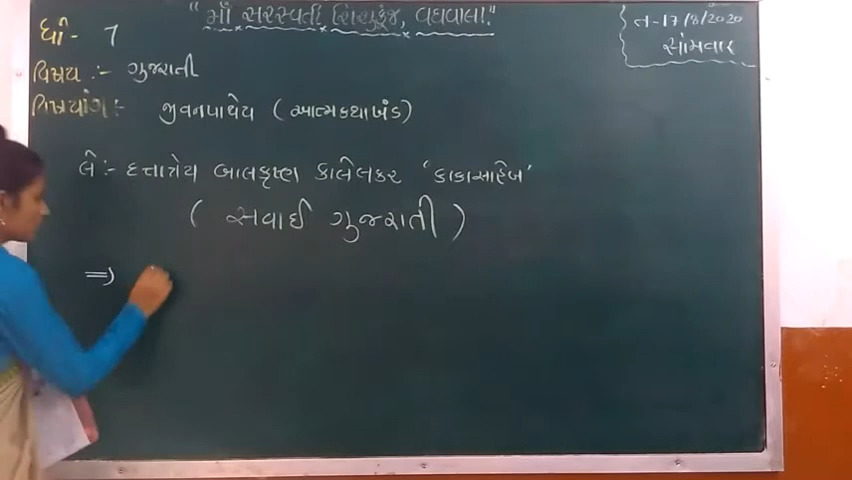 "માઁ સરસ્વતી શિશુકુંજ, વઘવાલા."
ત-17/8/2020
સોમવાર
ધો- 7
વિષય :- ગુજરાતી
વિષયાંગ :- જીવનપાથેય (આત્મકથાખંડ)
લે :- દત્તાત્રેય બાલકૃષ્ણ કાલેલકર 'કાકાસાહેબ'
( સવાઈ ગુજરાતી )
⇒